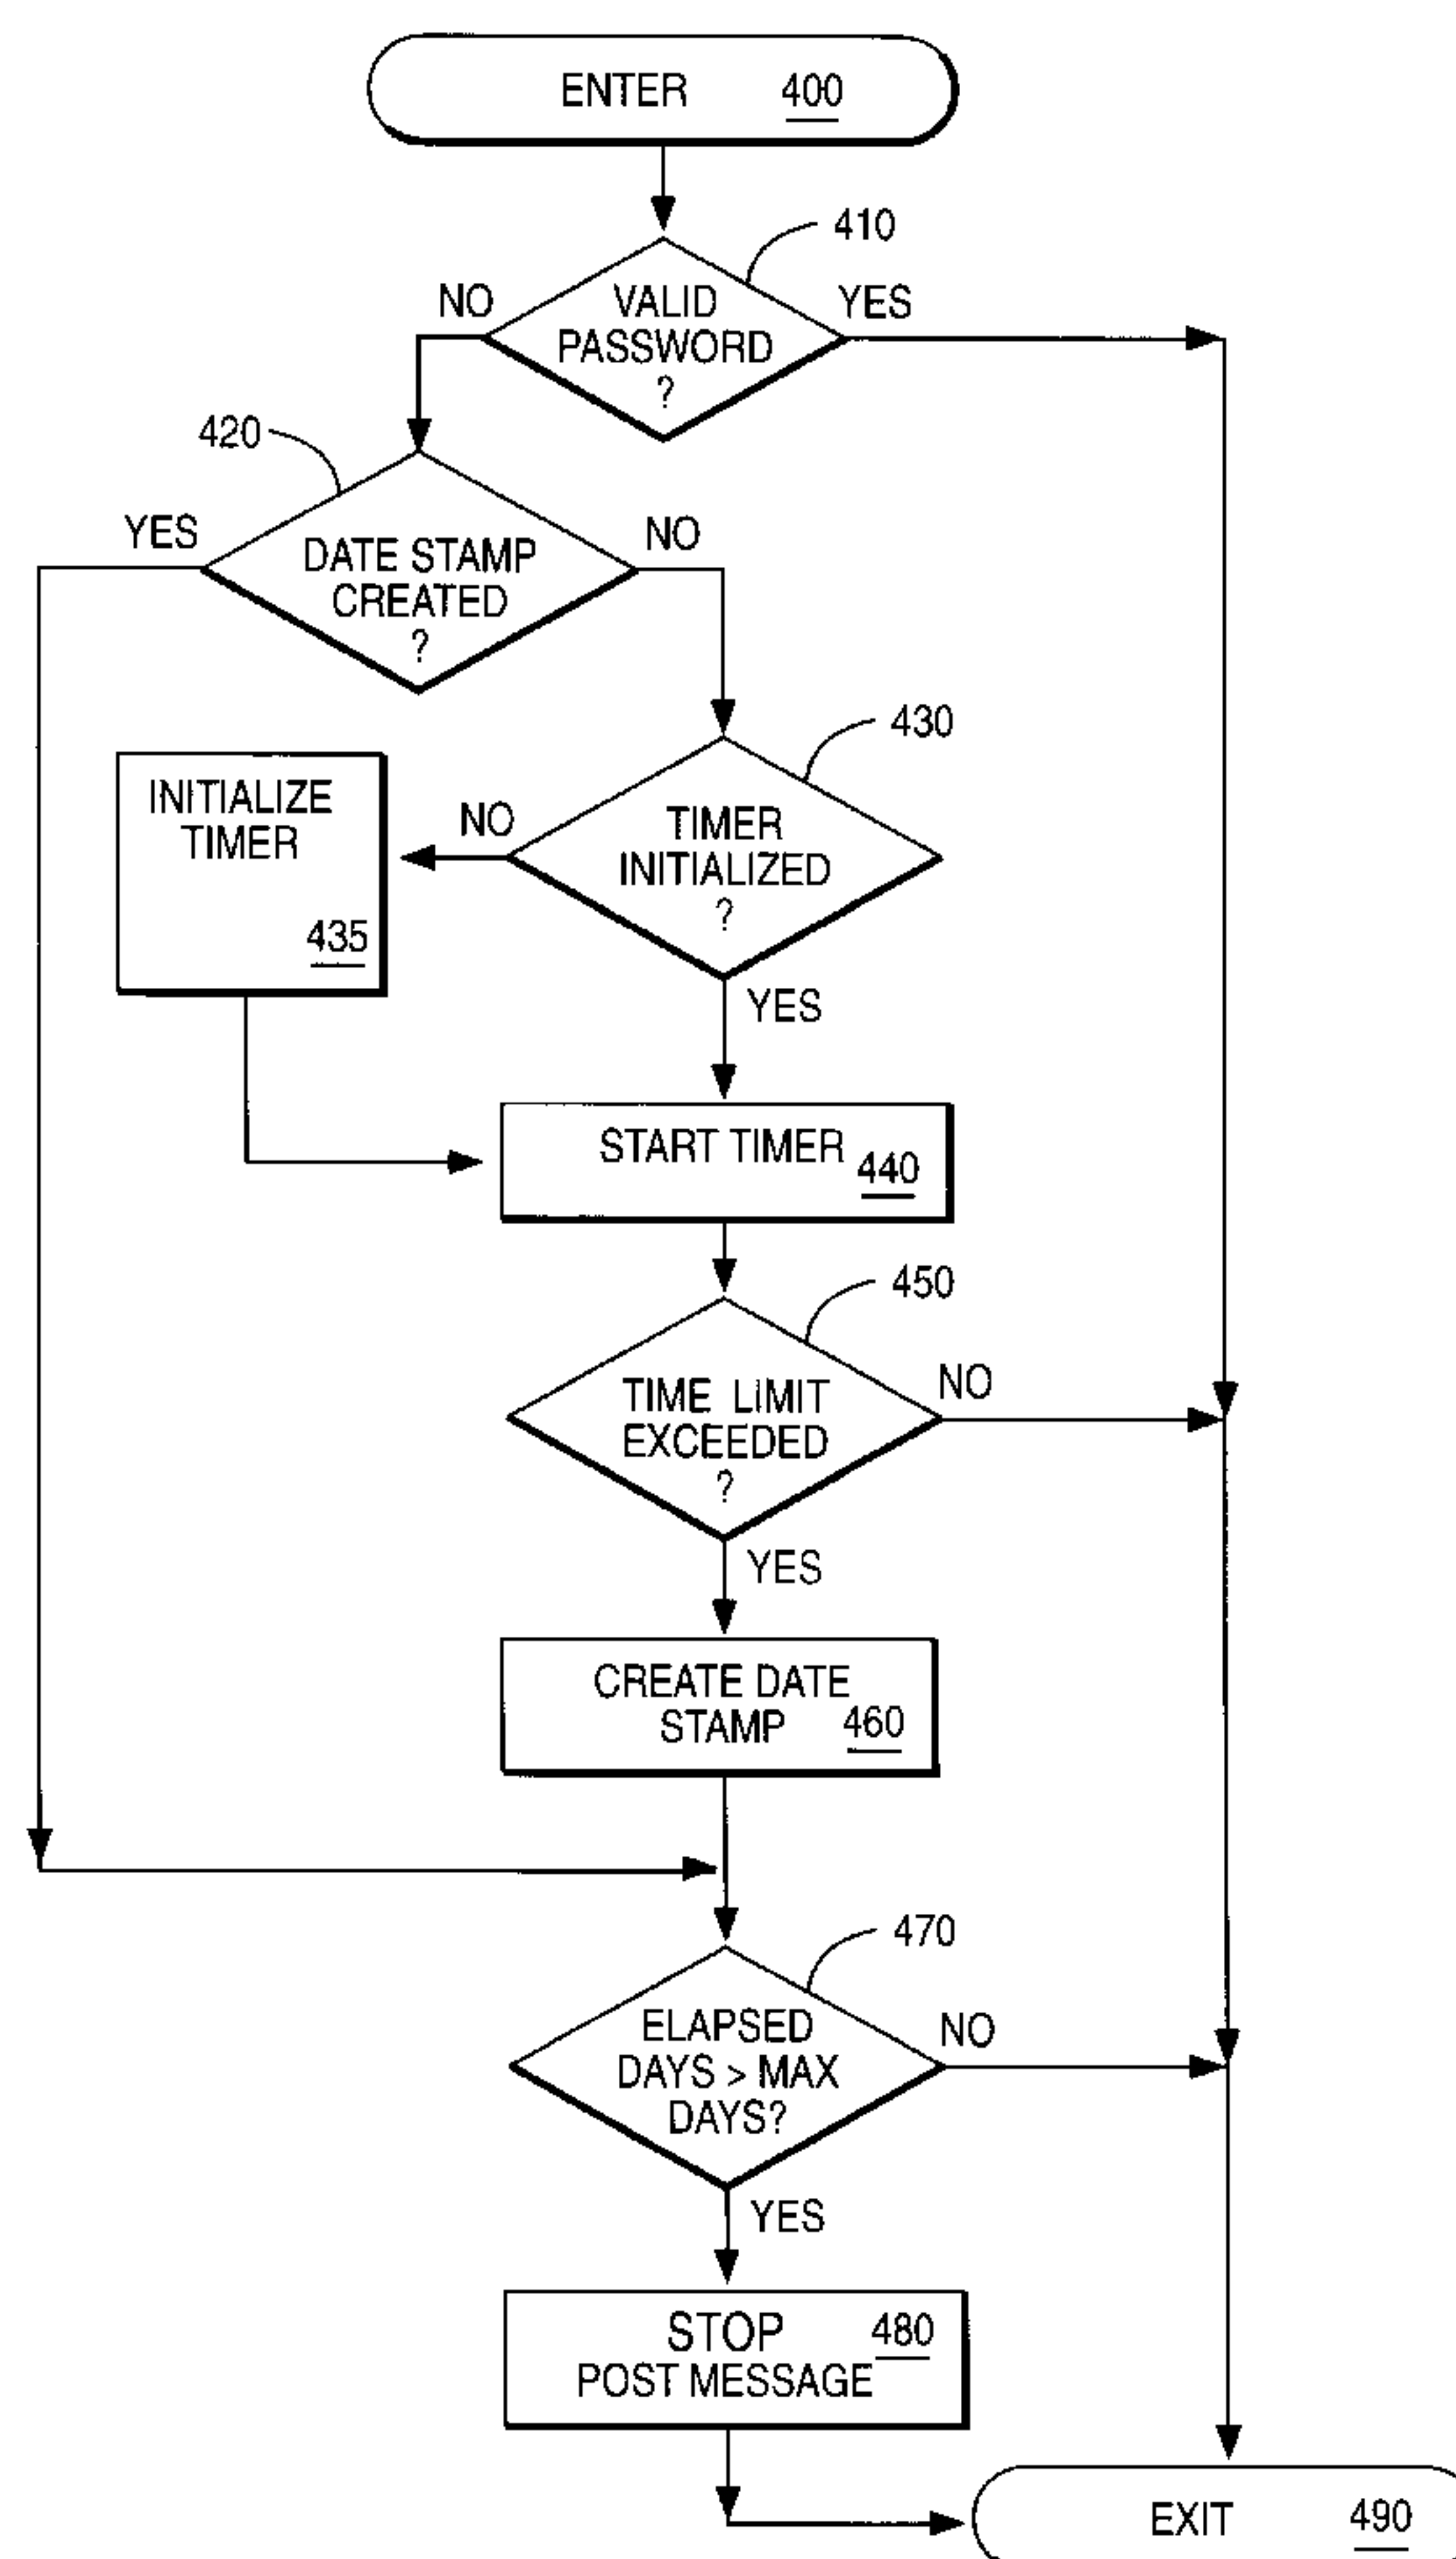 ENTER 400
410
NO
VALID
YES
PASSWORD
?
420
YES
DATE STAMP
NO
CREATED
?
430
INITIALIZE
TIMER
435
NO
TIMER
INITIALIZED
?
YES
START TIMER 440
450
TIME LIMIT
NO
EXCEEDED
?
YES
CREATE DATE
STAMP 460
470
ELAPSED
NO
DAYS > MAX
DAYS?
YES
STOP 480
POST MESSAGE
EXIT 490